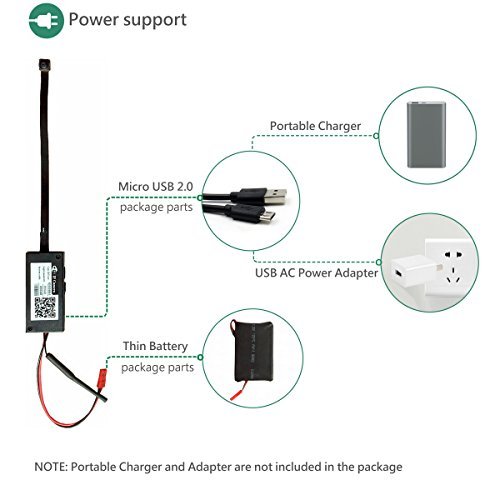 Power support
Portable Charger
Micro USB 2.0
package parts
USB AC Power Adapter
Thin Battery
package parts
NOTE: Portable Charger and Adapter are not included in the package